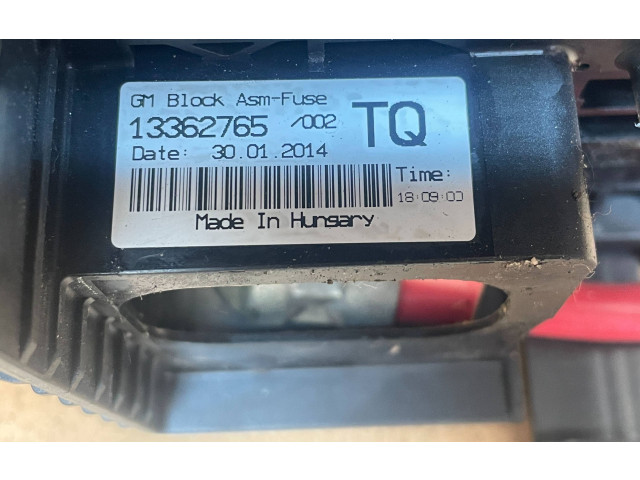 GM Block Asm-Fuse
13362765 /002 TQ
Date: 30.01.2014
Time:
18:09:00
Made In Hungary